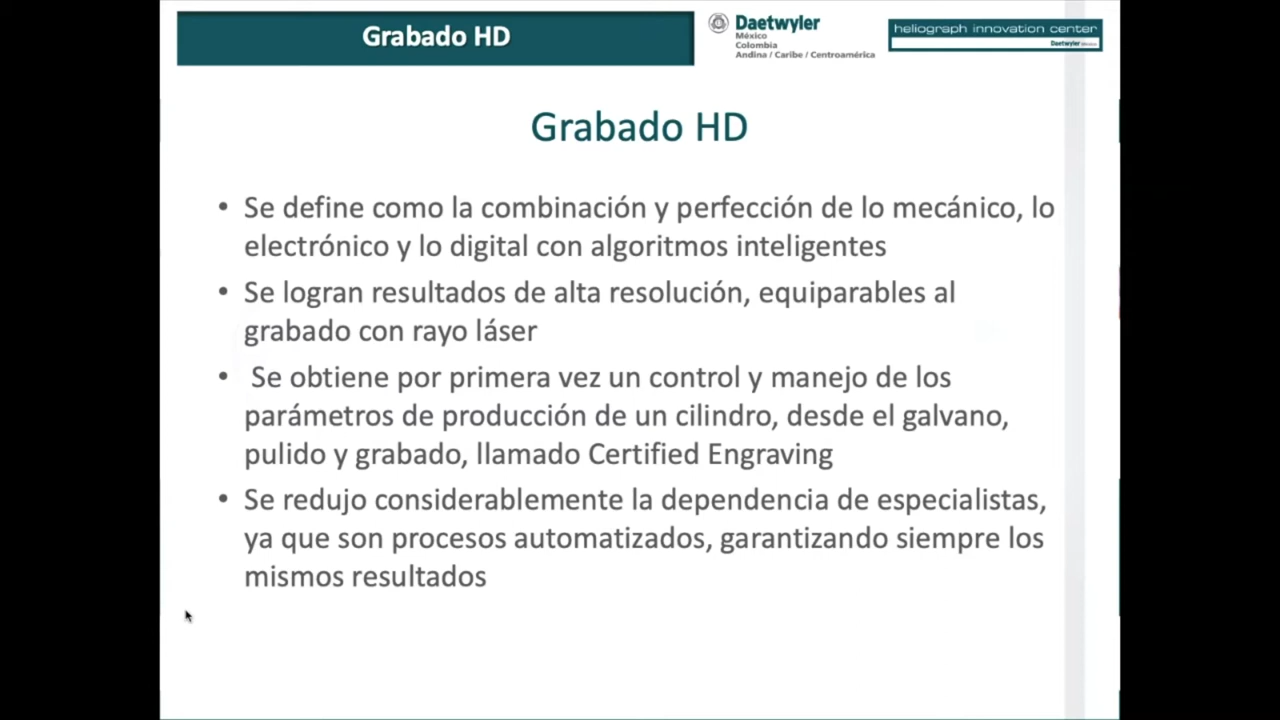 Grabado HD
Daetwyler
México
Colombia
Andina / Caribe / Centroamérica
heliograph innovation center
Daetwyler
Grabado HD
• Se define como la combinación y perfección de lo mecánico, lo
electrónico y lo digital con algoritmos inteligentes
• Se logran resultados de alta resolución, equiparables al
grabado con rayo láser
• Se obtiene por primera vez un control y manejo de los
parámetros de producción de un cilindro, desde el galvano,
pulido y grabado, llamado Certified Engraving
• Se redujo considerablemente la dependencia de especialistas,
ya que son procesos automatizados, garantizando siempre los
mismos resultados